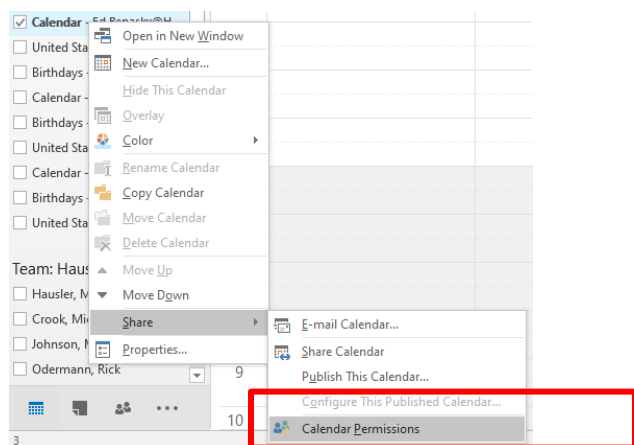 Calendar - Ed Benasky@H
United Sta
Birthdays -
Calendar -
Birthdays -
United Sta
Calendar -
Birthdays -
United Sta
Team: Haus
Hausler, M
Crook, Mi
Johnson, M
Odermann, Rick
3
Open in New Window
New Calendar...
Hide This Calendar
Overlay
Color
Rename Calendar
Copy Calendar
Move Calendar
Delete Calendar
Move Up
Move Down
Share
Properties...
9
10
E-mail Calendar...
Share Calendar
Publish This Calendar...
Configure This Published Calendar...
Calendar Permissions